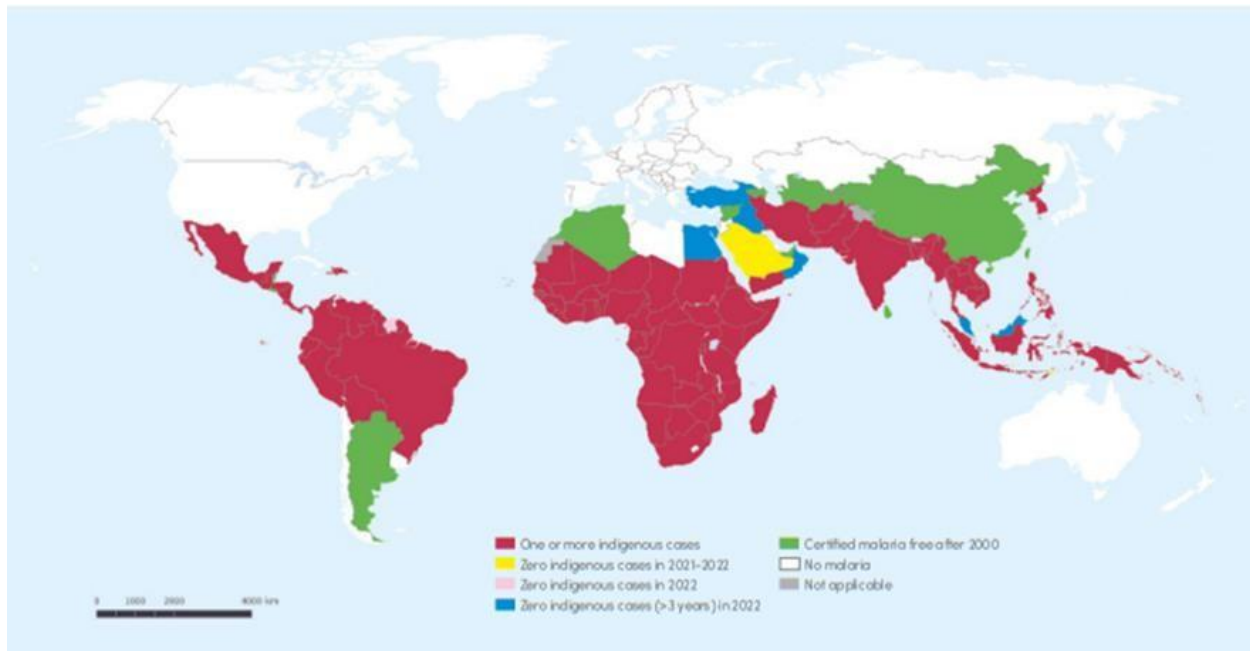 One or more indigenous cases
Zero indigenous cases in 2021-2022
Zero indigenous cases in 2022
Zero indigenous cases (>3 years) in 2022
Certified malaria free after 2000
No malaria
Not applicable
0 1000 2000 4000 km